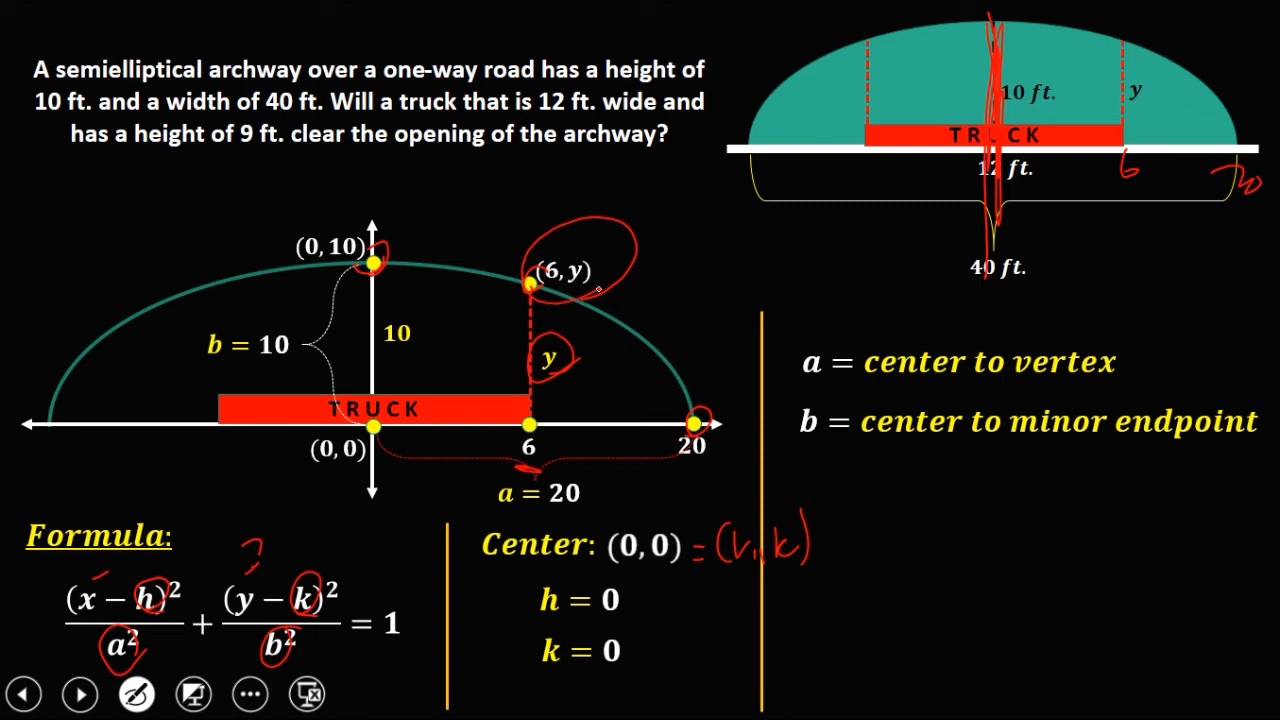 A semielliptical archway over a one-way road has a height of
10 ft. and a width of 40 ft. Will a truck that is 12 ft. wide and
has a height of 9 ft. clear the opening of the archway?
10 ft.
y
TRUCK
12 ft.
6
20
40 ft.
(0, 10)
(6, y)
b = 10
10
y
TRUCK
(0, 0)
6
20
a = 20
a = center to vertex
b = center to minor endpoint
Formula:
?
(x − h)² / a² + (y − k)² / b² = 1
Center: (0, 0) = (h, k)
h = 0
k = 0